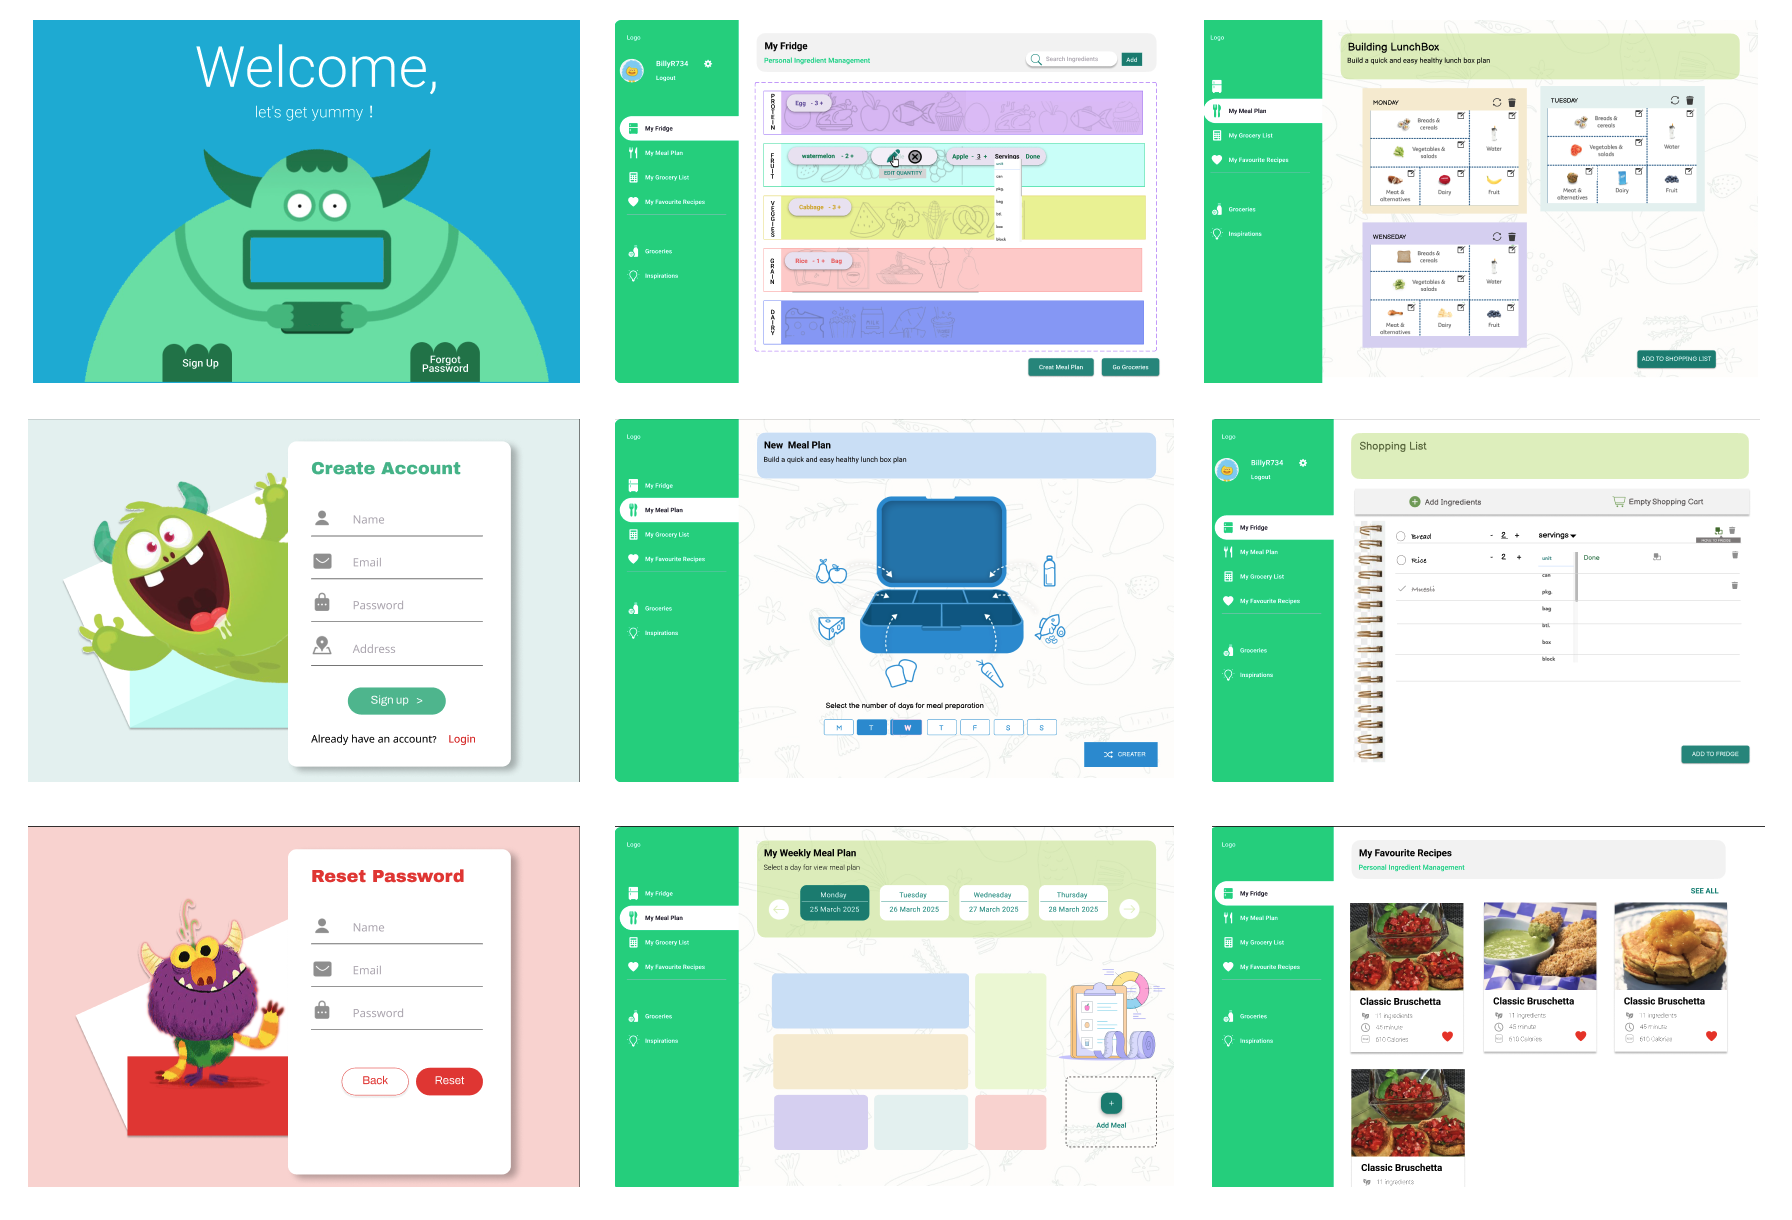 Welcome,
let's get yummy !
Sign Up
Forgot
Password
Logo
BillyR734
Logout
My Fridge
My Meal Plan
My Grocery List
My Favourite Recipes
Groceries
Inspirations
My Fridge
Personal Ingredient Management
Search Ingredients
Add
PROTEIN
Egg - 3 +
FRUIT
watermelon - 2 +
EDIT QUANTITY
Apple - 3 + Servings Done
unit
can
pkg.
bag
btl.
box
block
VEGGIES
Cabbage - 3 +
GRAIN
Rice - 1 + Bag
DAIRY
Creat Meal Plan
Go Groceries
Logo
My Meal Plan
My Grocery List
My Favourite Recipes
Groceries
Inspirations
Building LunchBox
Build a quick and easy healthy lunch box plan
MONDAY
Breads &
cereals
Vegetables &
salads
Water
Meat &
alternatives
Dairy
Fruit
TUESDAY
Breads &
cereals
Vegetables &
salads
Water
Meat &
alternatives
Dairy
Fruit
WENSEDAY
Breads &
cereals
Vegetables &
salads
Water
Meat &
alternatives
Dairy
Fruit
ADD TO SHOPPING LIST
Create Account
Name
Email
Password
Address
Sign up >
Already have an account? Login
Logo
My Fridge
My Meal Plan
My Grocery List
My Favourite Recipes
Groceries
Inspirations
New Meal Plan
Build a quick and easy healthy lunch box plan
Select the number of days for meal preparation
M T W T F S S
CREATER
Logo
BillyR734
Logout
My Fridge
My Meal Plan
My Grocery List
My Favourite Recipes
Groceries
Inspirations
Shopping List
Add Ingredients
Empty Shopping Cart
Bread - 2 + servings
MOVE TO FRIDGE
Rice - 2 + unit Done
can
Muesli
pkg.
bag
btl.
box
block
ADD TO FRIDGE
Reset Password
Name
Email
Password
Back
Reset
Logo
My Fridge
My Meal Plan
My Grocery List
My Favourite Recipes
Groceries
Inspirations
My Weekly Meal Plan
Select a day for view meal plan
Monday
25 March 2025
Tuesday
26 March 2025
Wednesday
27 March 2025
Thursday
28 March 2025
+
Add Meal
Logo
My Fridge
My Meal Plan
My Grocery List
My Favourite Recipes
Groceries
Inspirations
My Favourite Recipes
Personal Ingredient Management
SEE ALL
Classic Bruschetta
11 ingredients
45 minute
610 Calories
Classic Bruschetta
11 ingredients
45 minute
610 Calories
Classic Bruschetta
11 ingredients
45 minute
610 Calories
Classic Bruschetta
11 ingredients